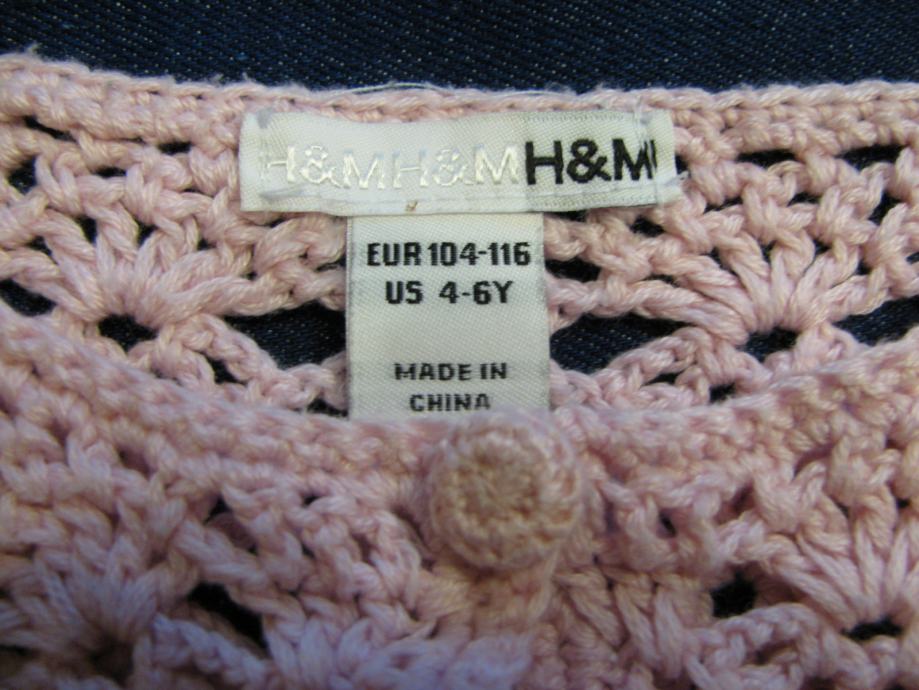 H&MH&MH&M
EUR 104-116
US 4-6Y
MADE IN
CHINA